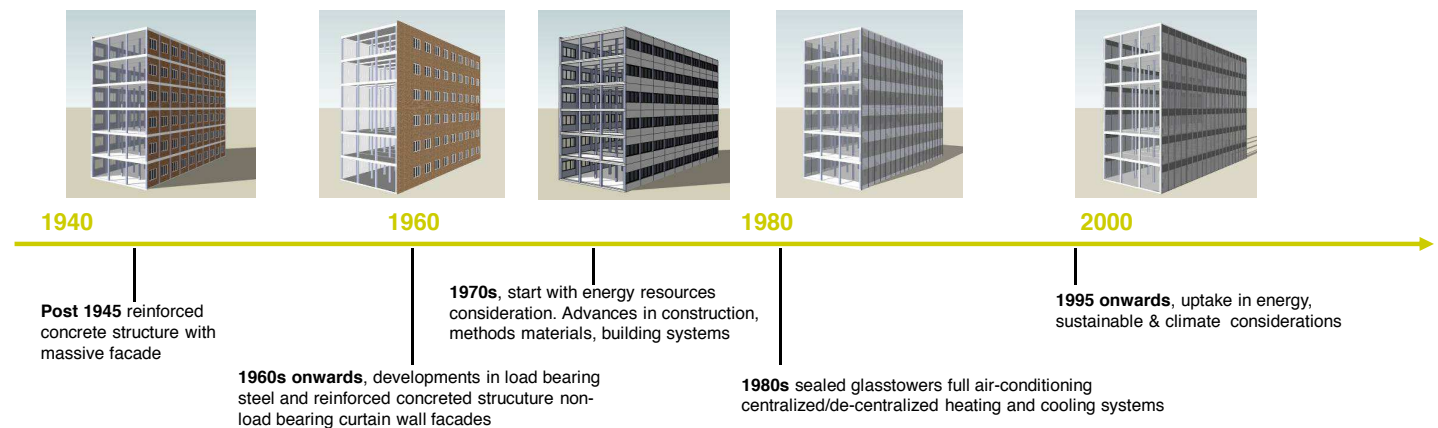 1940
1960
1980
2000
Post 1945 reinforced
concrete structure with
massive facade
1960s onwards, developments in load bearing
steel and reinforced concreted strucuture non-
load bearing curtain wall facades
1970s, start with energy resources
consideration. Advances in construction,
methods materials, building systems
1980s sealed glasstowers full air-conditioning
centralized/de-centralized heating and cooling systems
1995 onwards, uptake in energy,
sustainable & climate considerations